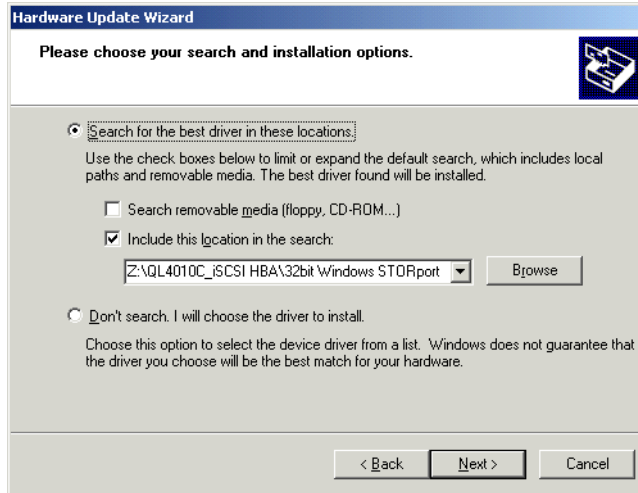 Hardware Update Wizard
Please choose your search and installation options.
Search for the best driver in these locations.
Use the check boxes below to limit or expand the default search, which includes local
paths and removable media. The best driver found will be installed.
Search removable media (floppy, CD-ROM...)
Include this location in the search:
Z:\QL4010C_iSCSI HBA\32bit Windows STORport
Browse
Don't search. I will choose the driver to install.
Choose this option to select the device driver from a list. Windows does not guarantee that
the driver you choose will be the best match for your hardware.
< Back
Next >
Cancel